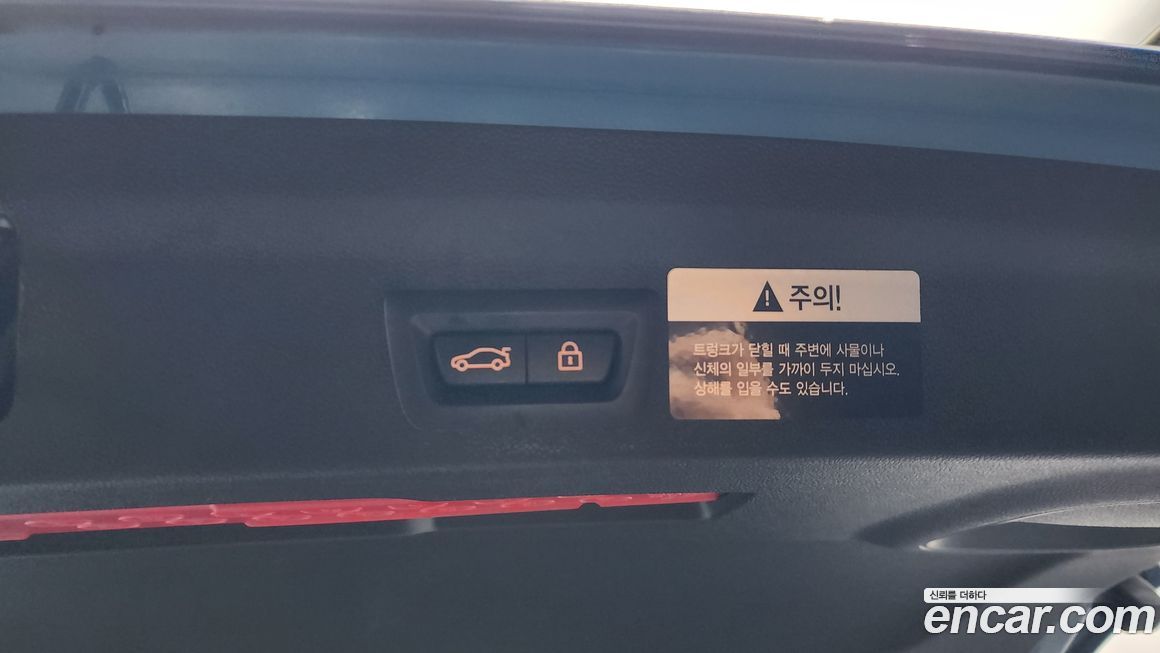 주의!
트렁크가 닫힐 때 주변에 사물이나
신체의 일부를 가까이 두지 마십시오.
상해를 입을 수도 있습니다.
신뢰를 더하다
encar.com